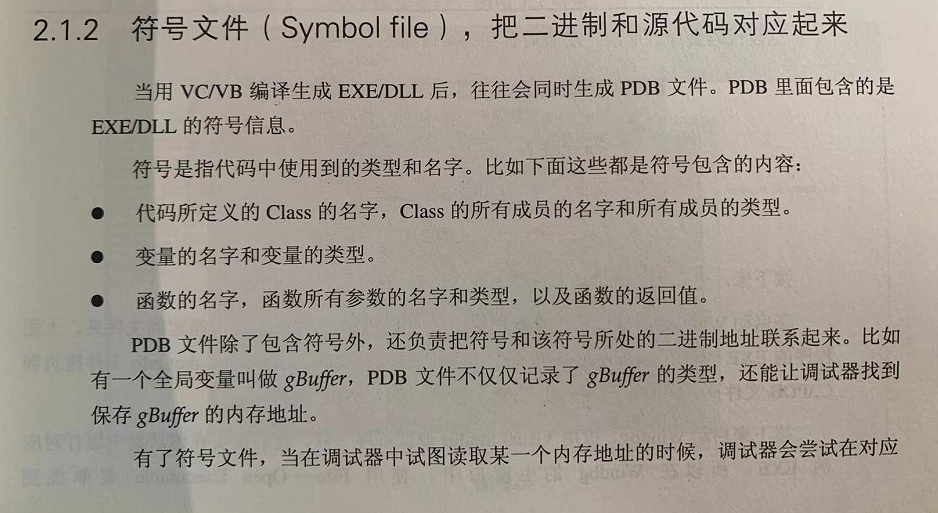 2.1.2 符号文件（Symbol file），把二进制和源代码对应起来
当用 VC/VB 编译生成 EXE/DLL 后，往往会同时生成 PDB 文件。PDB 里面包含的是
EXE/DLL 的符号信息。
符号是指代码中使用到的类型和名字。比如下面这些都是符号包含的内容：
● 代码所定义的 Class 的名字，Class 的所有成员的名字和所有成员的类型。
● 变量的名字和变量的类型。
● 函数的名字，函数所有参数的名字和类型，以及函数的返回值。
PDB 文件除了包含符号外，还负责把符号和该符号所处的二进制地址联系起来。比如
有一个全局变量叫做 gBuffer，PDB 文件不仅仅记录了 gBuffer 的类型，还能让调试器找到
保存 gBuffer 的内存地址。
有了符号文件，当在调试器中试图读取某一个内存地址的时候，调试器会尝试在对应